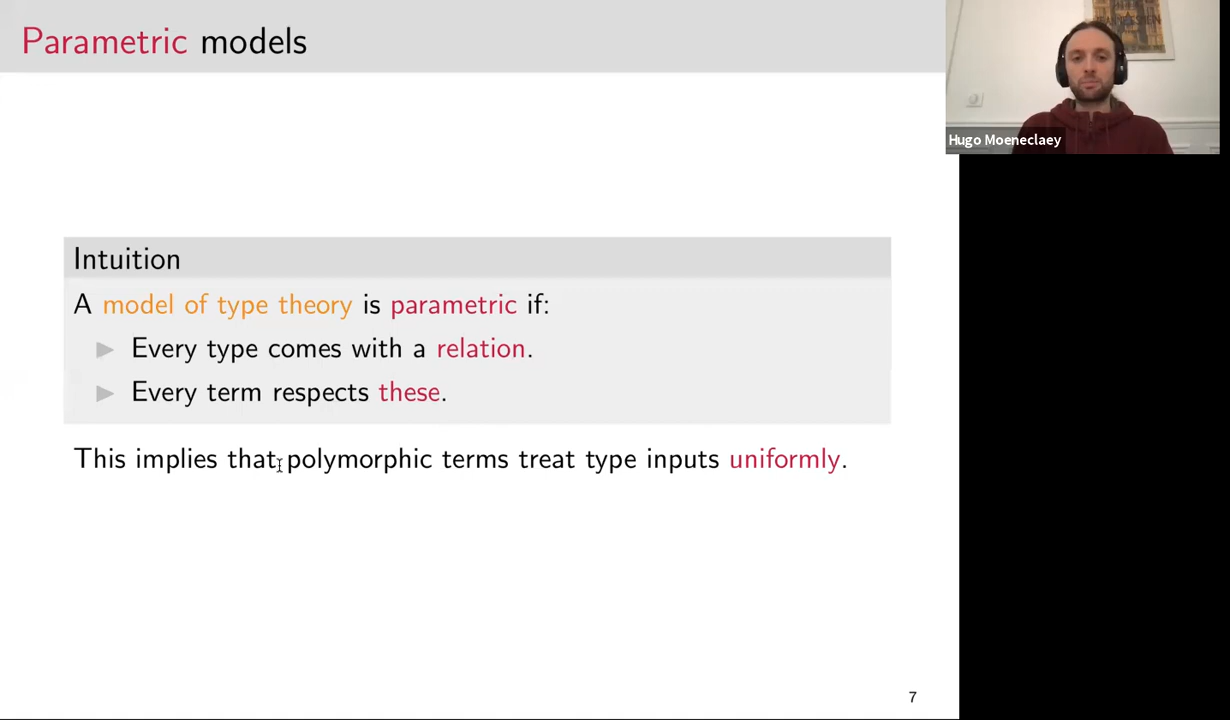 Parametric models
Hugo Moeneclaey
Intuition
A model of type theory is parametric if:
Every type comes with a relation.
Every term respects these.
This implies that polymorphic terms treat type inputs uniformly.
7